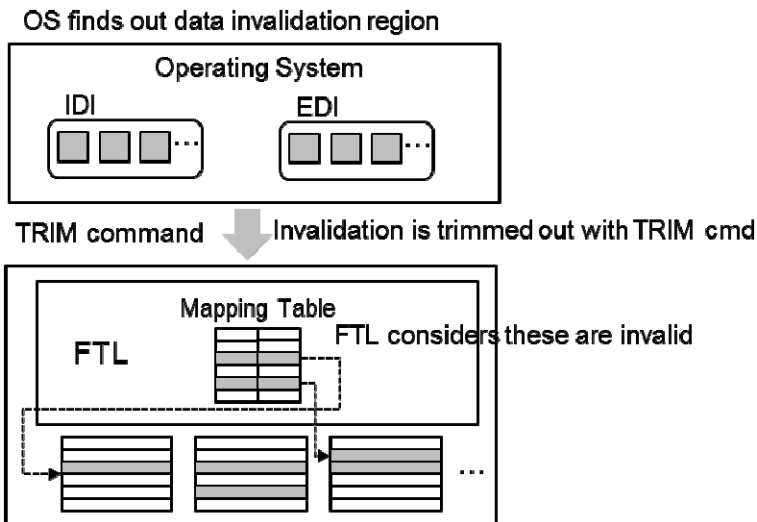 OS finds out data invalidation region
Operating System
IDI
EDI
...
...
TRIM command
Invalidation is trimmed out with TRIM cmd
Mapping Table
FTL considers these are invalid
FTL
...